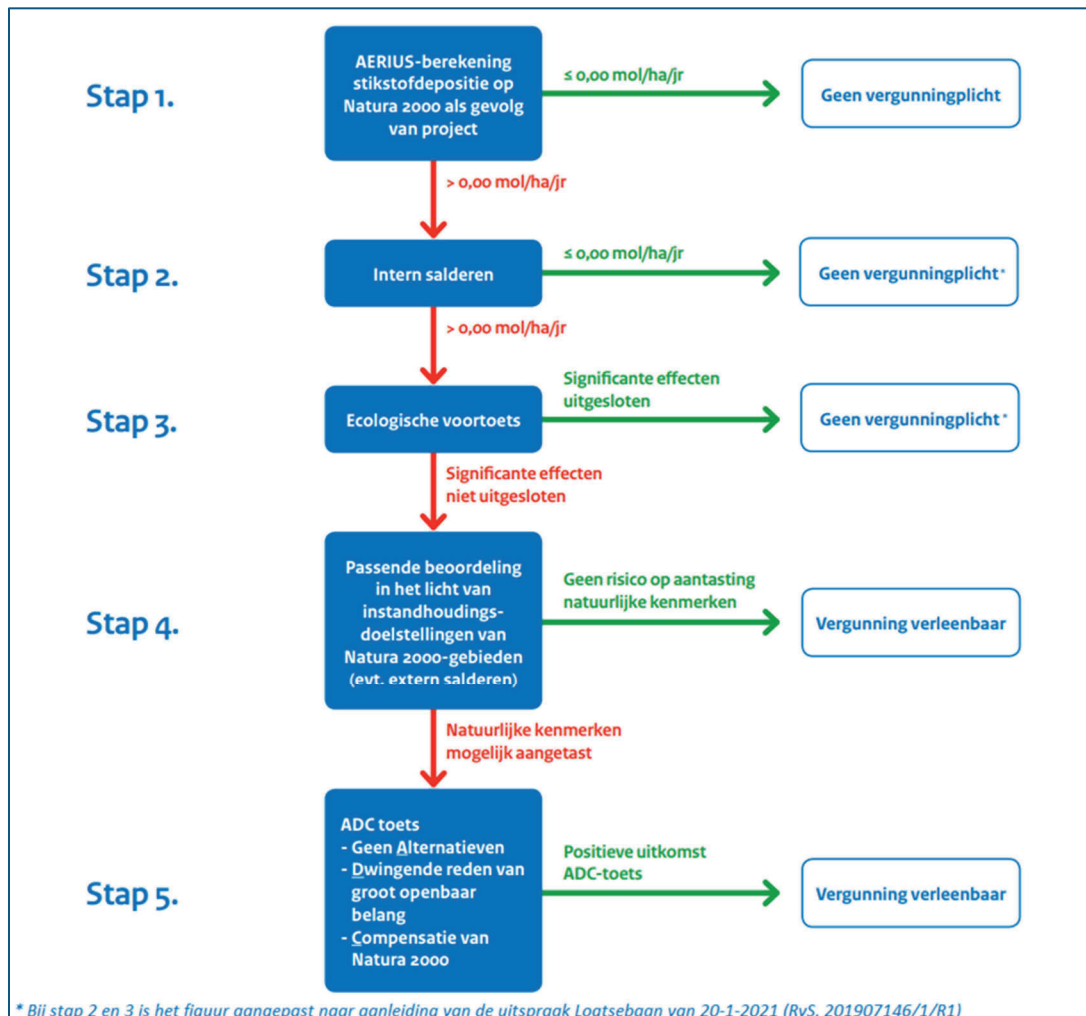 Stap 1.
AERIUS-berekening
stikstofdepositie op
Natura 2000 als gevolg
van project
≤ 0,00 mol/ha/jr
Geen vergunningplicht
> 0,00 mol/ha/jr
Stap 2.
Intern salderen
≤ 0,00 mol/ha/jr
Geen vergunningplicht*
> 0,00 mol/ha/jr
Stap 3.
Ecologische voortoets
Significante effecten
uitgesloten
Geen vergunningplicht*
Significante effecten
niet uitgesloten
Stap 4.
Passende beoordeling
in het licht van
instandhoudings-
doelstellingen van
Natura 2000-gebieden
(evt. extern salderen)
Geen risico op aantasting
natuurlijke kenmerken
Vergunning verleenbaar
Natuurlijke kenmerken
mogelijk aangetast
Stap 5.
ADC toets
- Geen Alternatieven
- Dwingende reden van
groot openbaar
belang
- Compensatie van
Natura 2000
Positieve uitkomst
ADC-toets
Vergunning verleenbaar
* Bij stap 2 en 3 is het figuur aangepast naar aanleiding van de uitspraak Logtsebaan van 20-1-2021 (RvS, 201907146/1/R1)